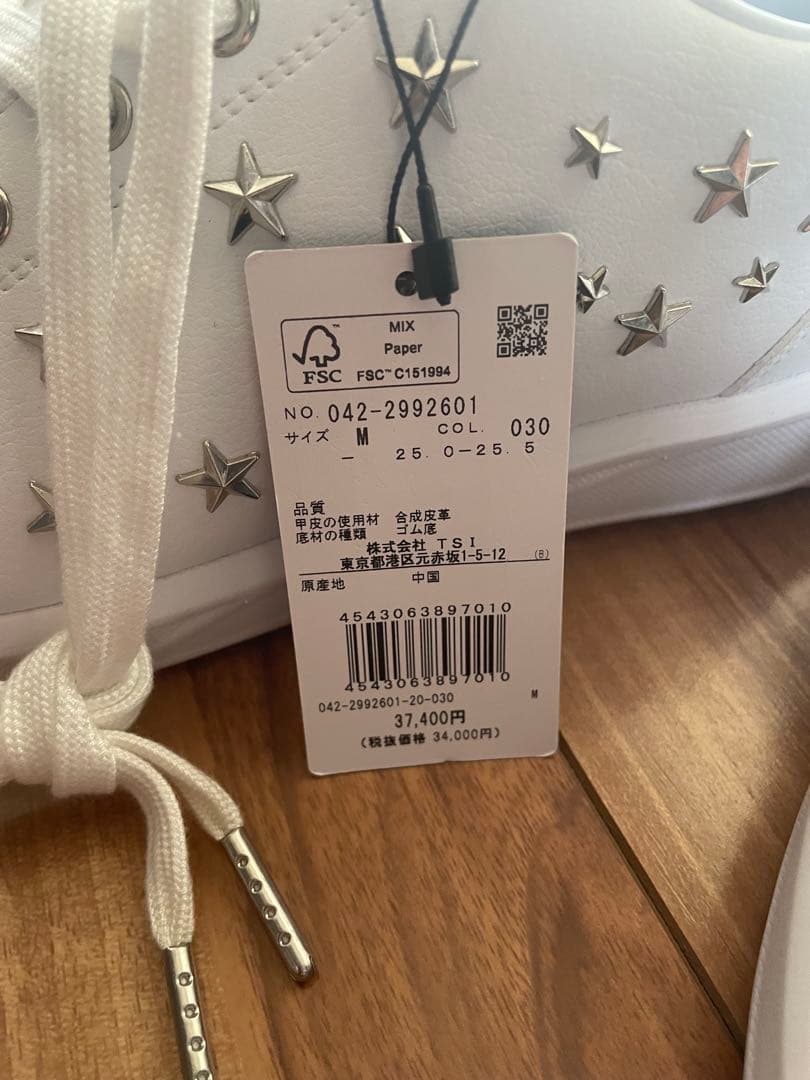 MIX
Paper
FSC™ C151994
FSC
NO. 042-2992601
サイズ M COL. 030
– 25.0-25.5
品質
甲皮の使用材 合成皮革
底材の種類 ゴム底
株式会社 TSI
東京都港区元赤坂1-5-12 (B)
原産地 中国
4543063897010
4543063897010
042-2992601-20-030 M
37,400円
(税抜価格 34,000円)